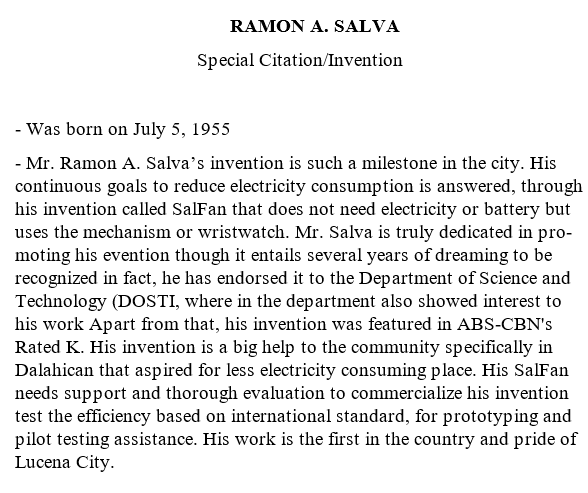 RAMON A. SALVA
Special Citation/Invention
- Was born on July 5, 1955
- Mr. Ramon A. Salva’s invention is such a milestone in the city. His
continuous goals to reduce electricity consumption is answered, through
his invention called SalFan that does not need electricity or battery but
uses the mechanism or wristwatch. Mr. Salva is truly dedicated in pro-
moting his evention though it entails several years of dreaming to be
recognized in fact, he has endorsed it to the Department of Science and
Technology (DOSTI, where in the department also showed interest to
his work Apart from that, his invention was featured in ABS-CBN's
Rated K. His invention is a big help to the community specifically in
Dalahican that aspired for less electricity consuming place. His SalFan
needs support and thorough evaluation to commercialize his invention
test the efficiency based on international standard, for prototyping and
pilot testing assistance. His work is the first in the country and pride of
Lucena City.